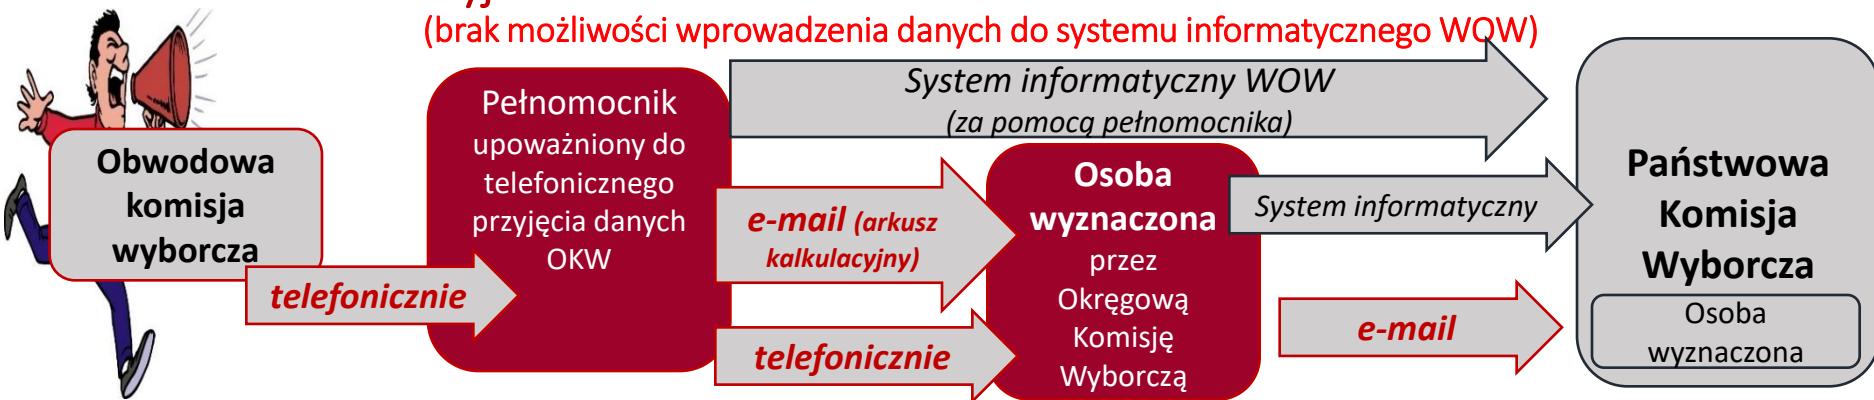 (brak możliwości wprowadzenia danych do systemu informatycznego WOW)
Obwodowa
komisja
wyborcza
telefonicznie
Pełnomocnik
upoważniony do
telefonicznego
przyjęcia danych
OKW
System informatyczny WOW
(za pomocą pełnomocnika)
e-mail (arkusz
kalkulacyjny)
telefonicznie
Osoba
wyznaczona
przez
Okręgową
Komisję
Wyborczą
System informatyczny
e-mail
Państwowa
Komisja
Wyborcza
Osoba
wyznaczona